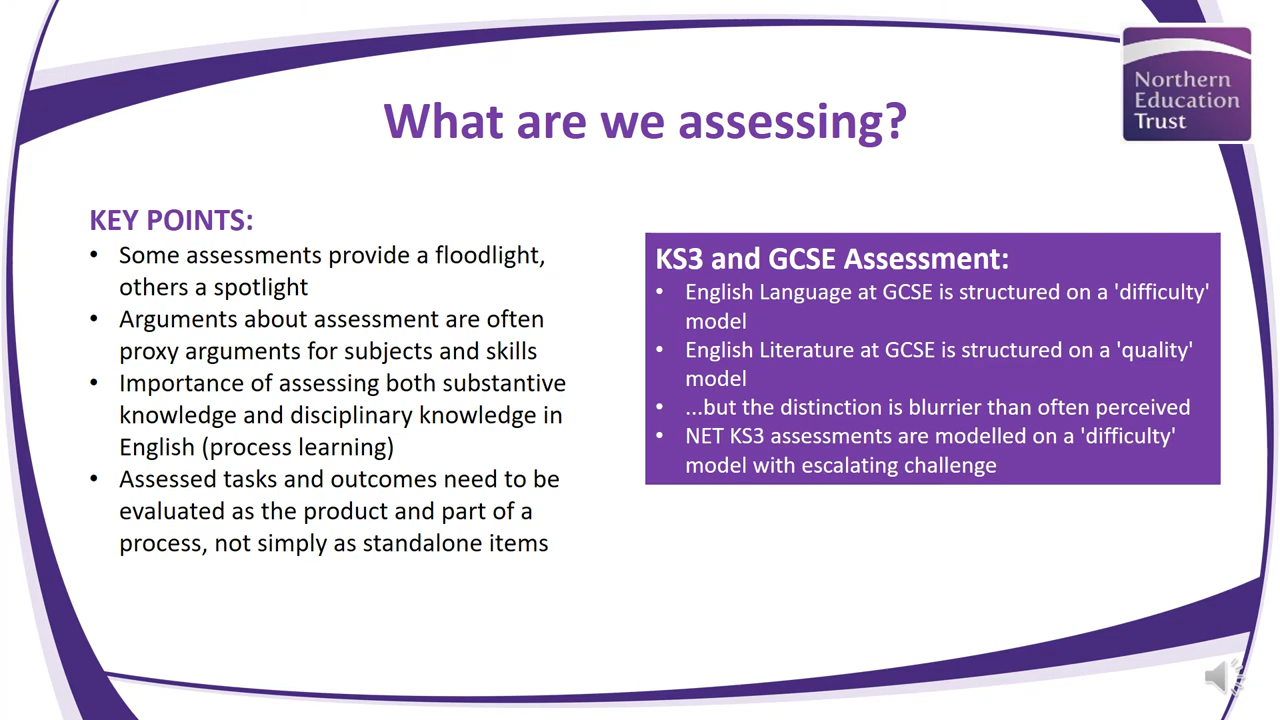 Northern
Education
Trust
What are we assessing?
KEY POINTS:
• Some assessments provide a floodlight,
others a spotlight
• Arguments about assessment are often
proxy arguments for subjects and skills
• Importance of assessing both substantive
knowledge and disciplinary knowledge in
English (process learning)
• Assessed tasks and outcomes need to be
evaluated as the product and part of a
process, not simply as standalone items
KS3 and GCSE Assessment:
• English Language at GCSE is structured on a 'difficulty'
model
• English Literature at GCSE is structured on a 'quality'
model
• ...but the distinction is blurrier than often perceived
• NET KS3 assessments are modelled on a 'difficulty'
model with escalating challenge